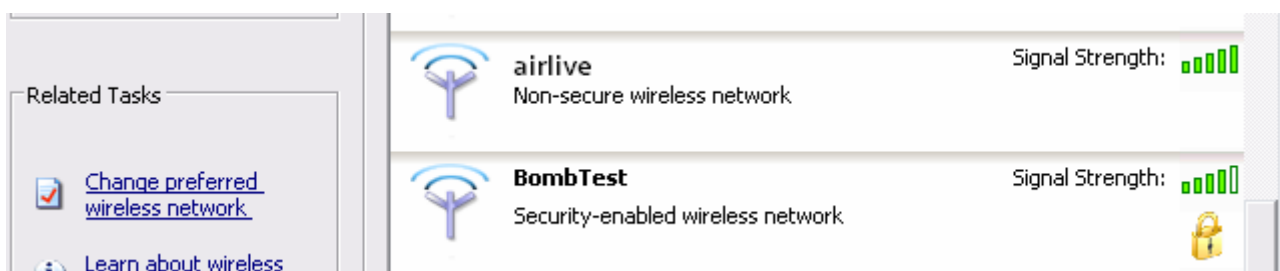 Related Tasks
Change preferred
wireless network
Learn about wireless
airlive
Signal Strength:
Non-secure wireless network
BombTest
Signal Strength:
Security-enabled wireless network